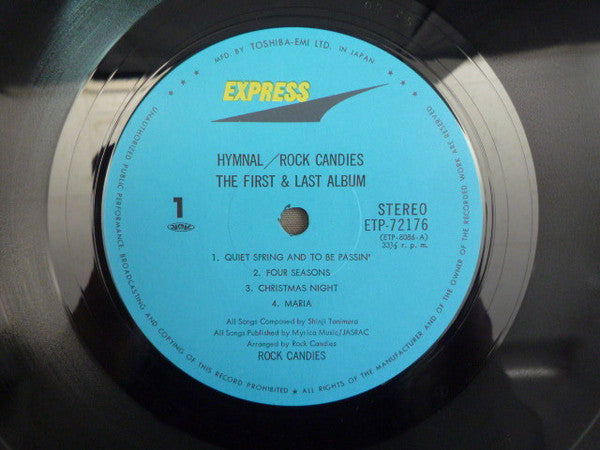 MFD. BY TOSHIBA-EMI LTD. IN JAPAN
EXPRESS
HYMNAL/ROCK CANDIES
THE FIRST & LAST ALBUM
1
STEREO
ETP-72176
(ETP-8086-A)
33⅓ r. p. m.
1. QUIET SPRING AND TO BE PASSIN'
2. FOUR SEASONS
3. CHRISTMAS NIGHT
4. MARIA
All Songs Composed by Shinji Tanimura
All Songs Published by Myrica Music/JASRAC
Arranged by Rock Candies
ROCK CANDIES
UNAUTHORIZED PUBLIC PERFORMANCE, BROADCASTING AND COPYING OF THIS RECORD PROHIBITED ★ ALL RIGHTS OF THE MANUFACTURER AND OF THE OWNER OF THE RECORDED WORK ARE RESERVED.